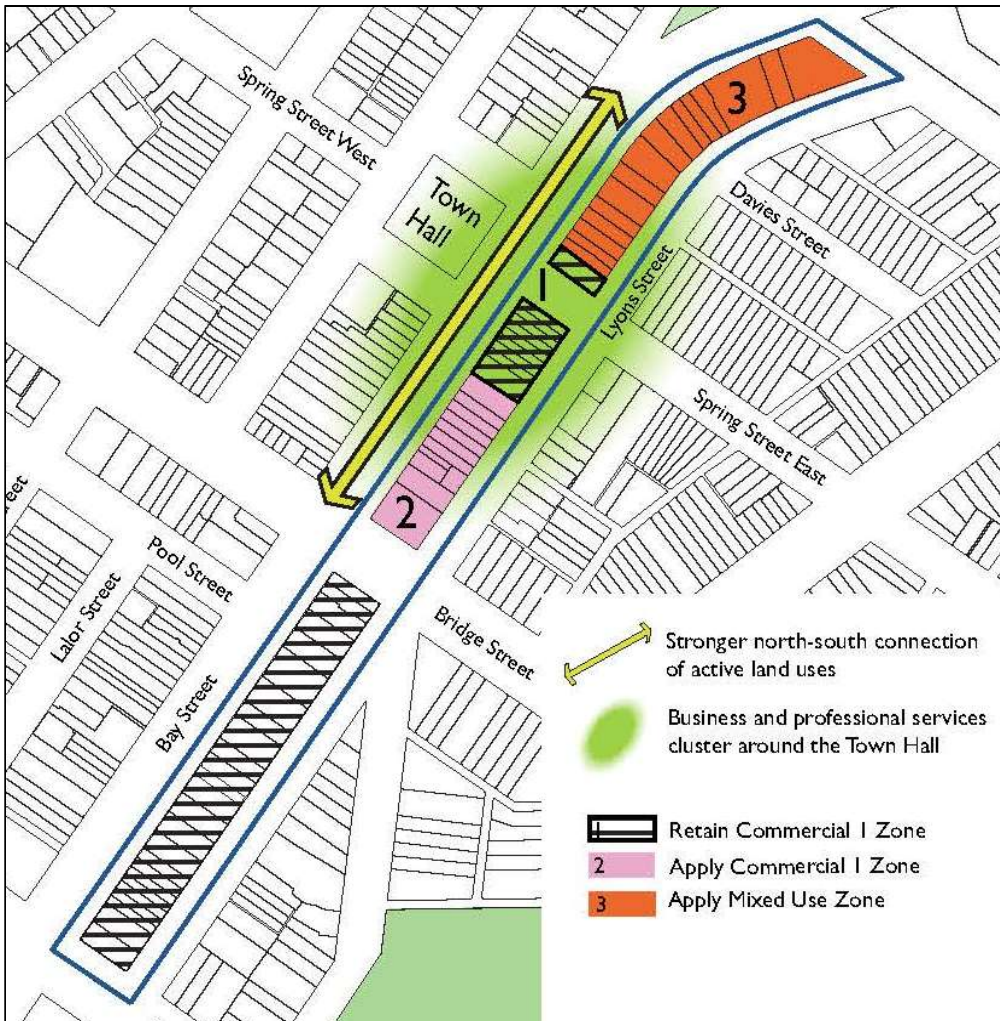 Spring Street West
3
Town
Hall
Davies Street
1
Lyons Street
Spring Street East
2
Pool Street
Lalor Street
Bridge Street
Bay Street
reet
Stronger north-south connection
of active land uses
Business and professional services
cluster around the Town Hall
1 Retain Commercial 1 Zone
2 Apply Commercial 1 Zone
3 Apply Mixed Use Zone